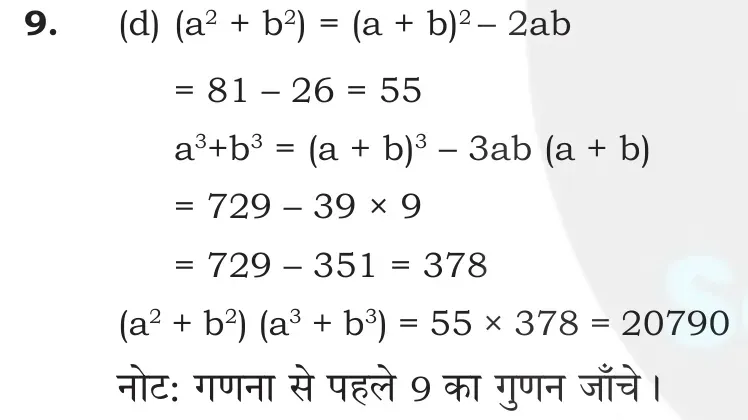 9. (d) (a² + b²) = (a + b)² – 2ab
= 81 – 26 = 55
a³+b³ = (a + b)³ – 3ab (a + b)
= 729 – 39 × 9
= 729 – 351 = 378
(a² + b²) (a³ + b³) = 55 × 378 = 20790
नोट: गणना से पहले 9 का गुणन जाँचे।